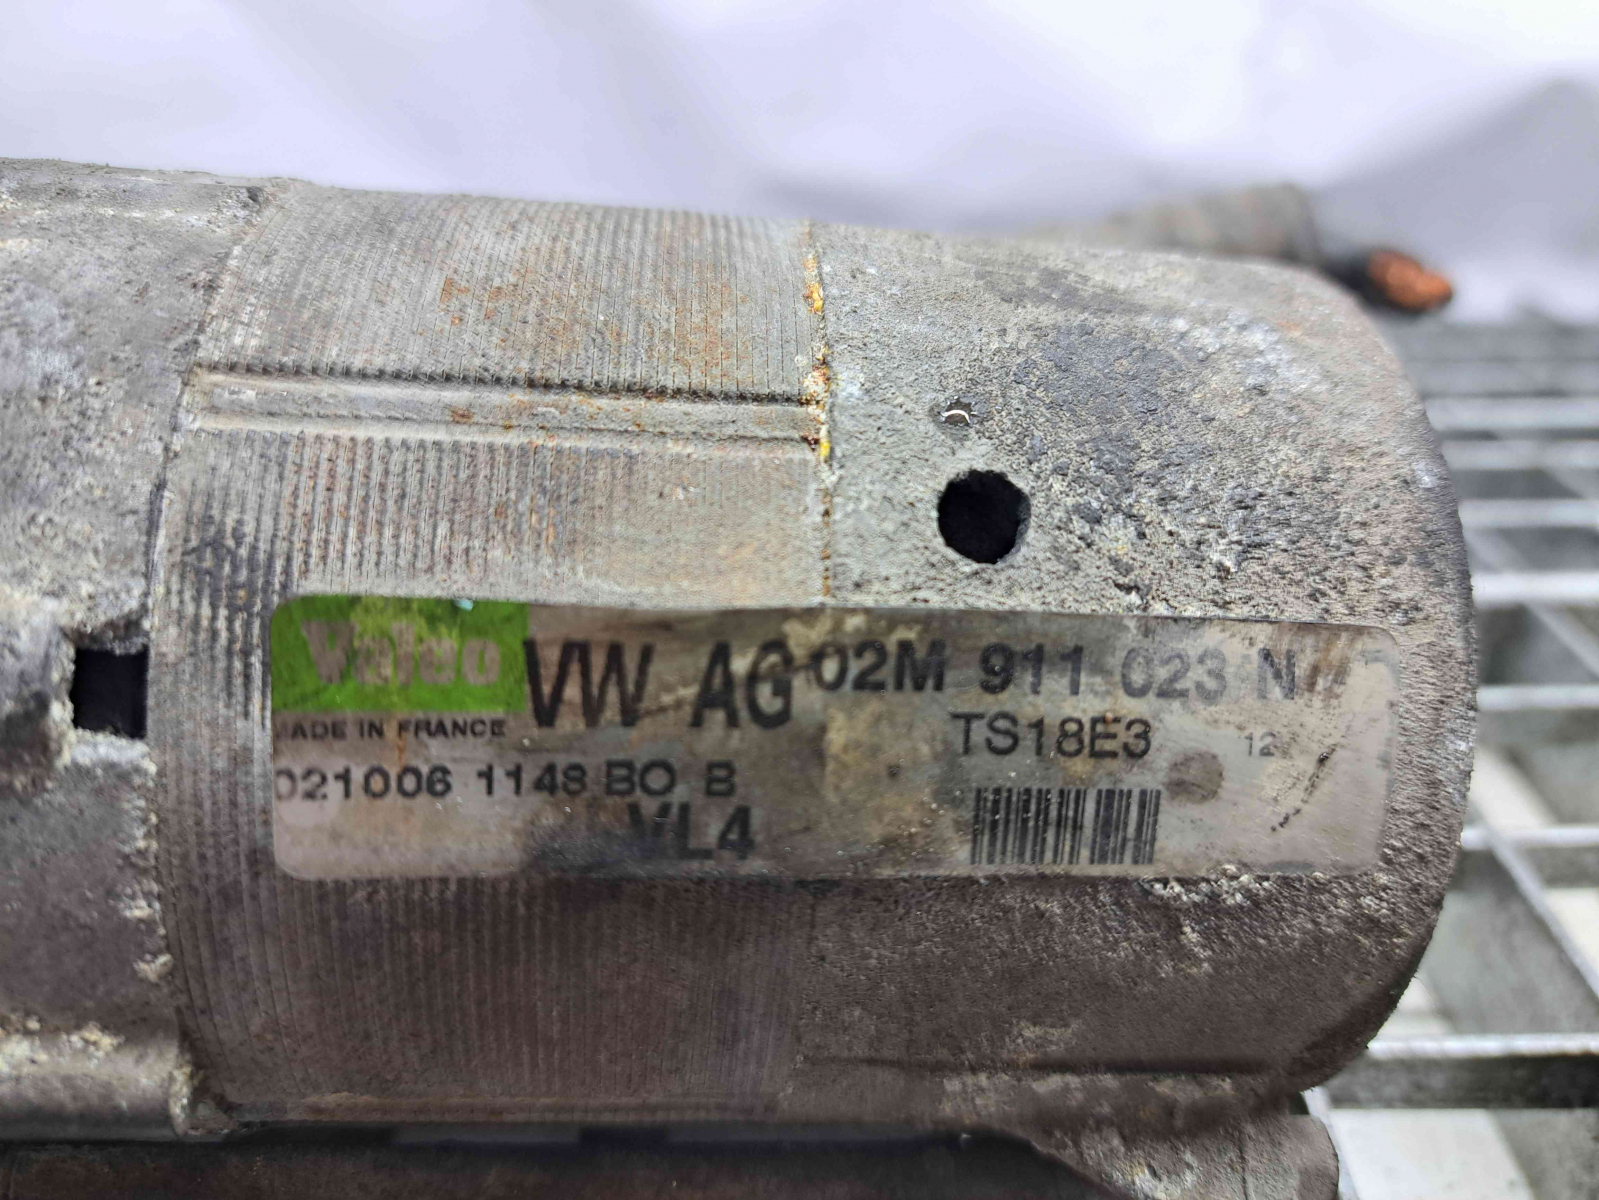 Valeo VW AG 02M 911 023 N
MADE IN FRANCE TS18E3 12
021006 1148 BO B
VL4